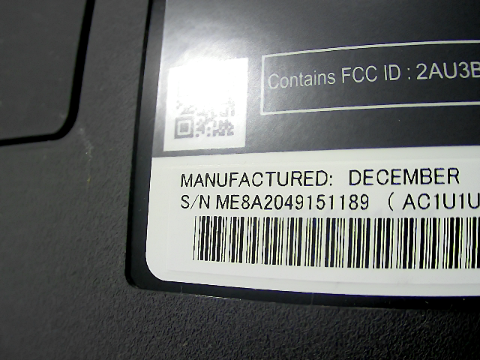 Contains FCC ID : 2AU3B
MANUFACTURED: DECEMBER
S/N ME8A2049151189 ( AC1U1U